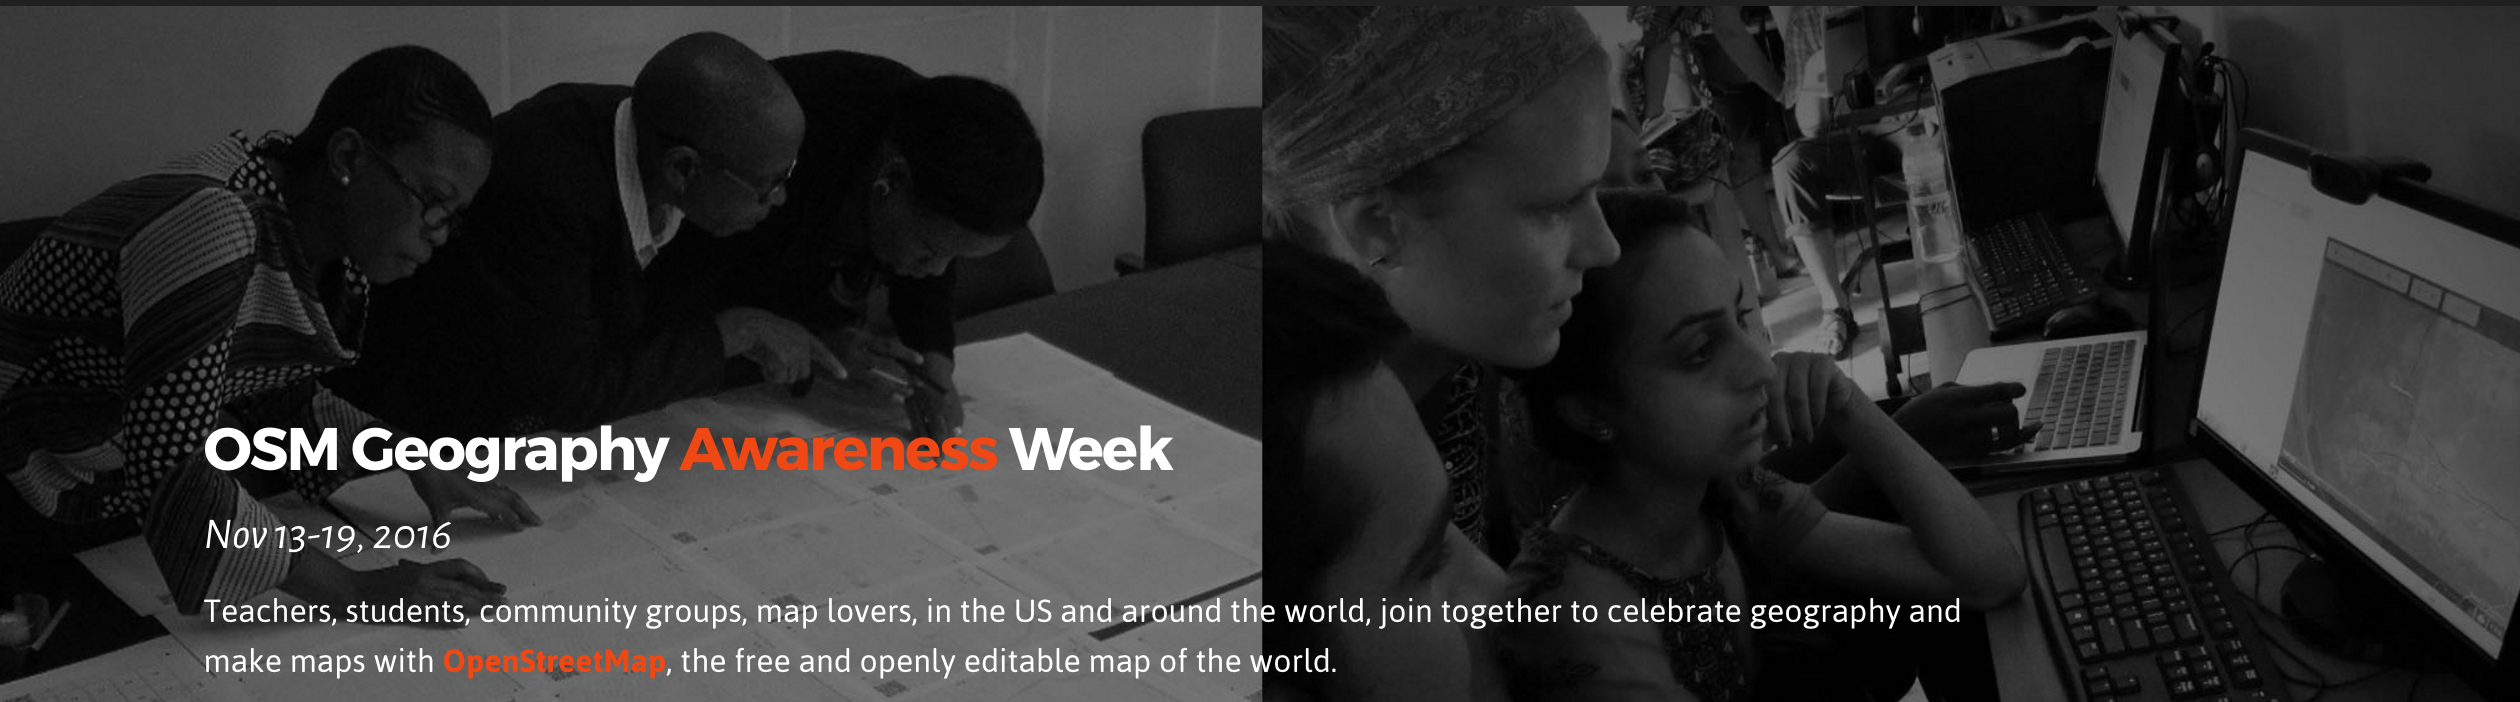 OSM Geography Awareness Week
Nov 13-19, 2016
Teachers, students, community groups, map lovers, in the US and around the world, join together to celebrate geography and
make maps with OpenStreetMap, the free and openly editable map of the world.